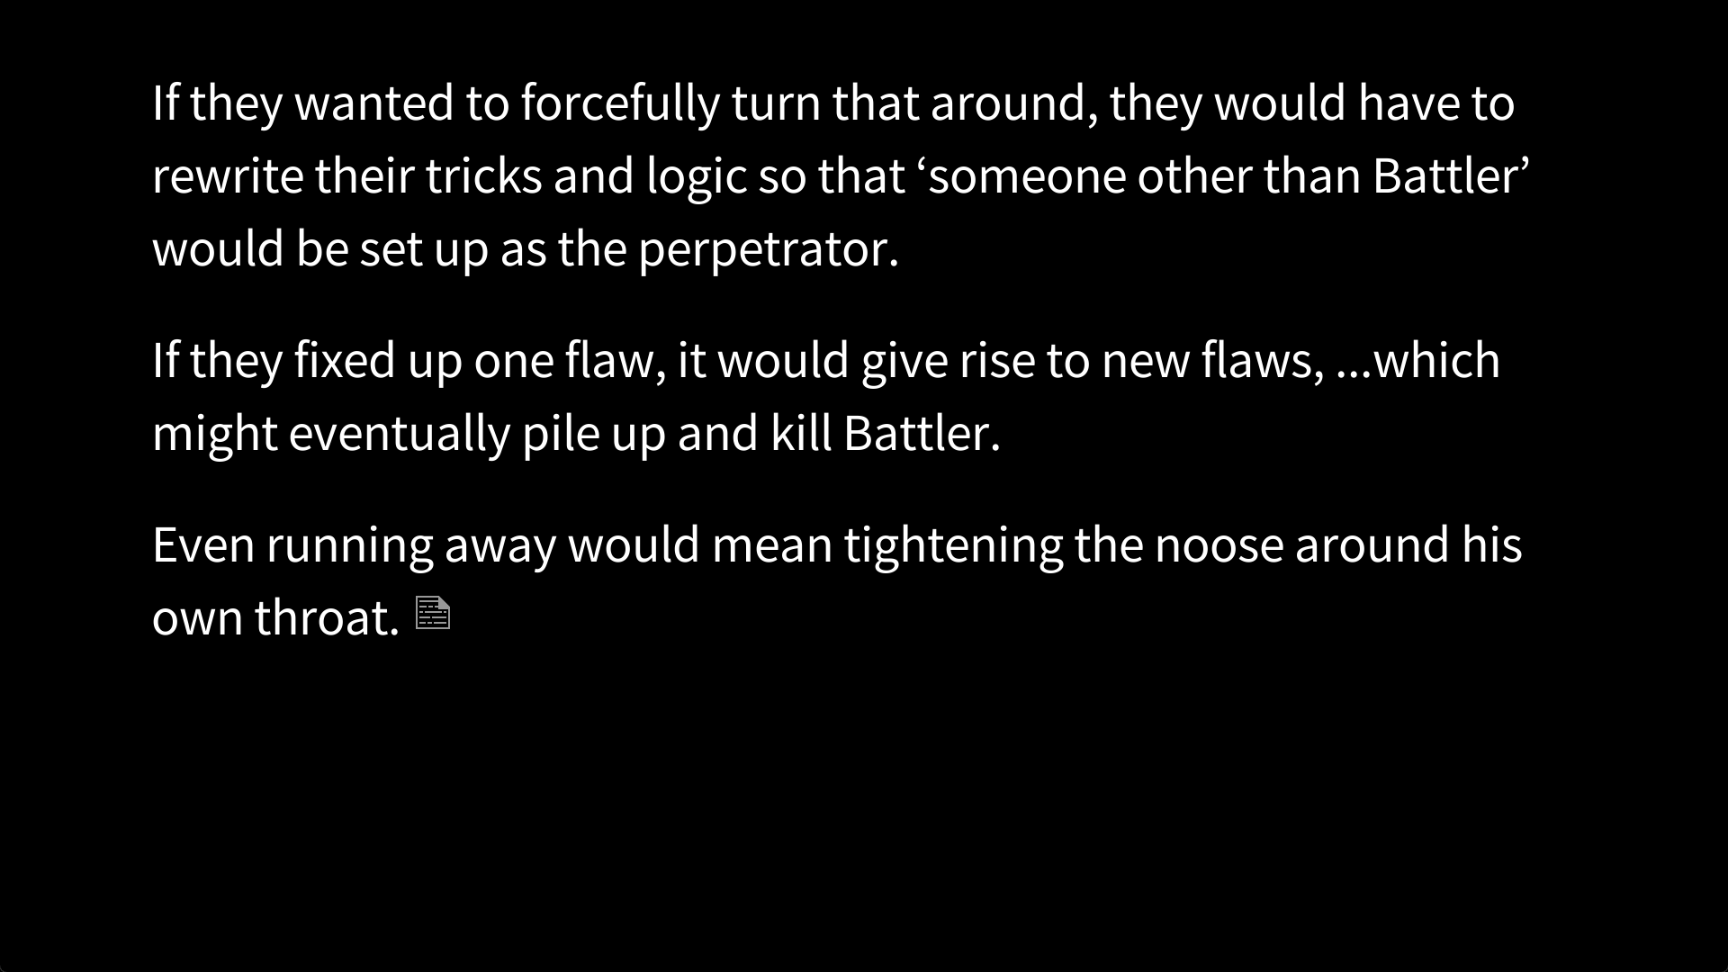 If they wanted to forcefully turn that around, they would have to
rewrite their tricks and logic so that ‘someone other than Battler’
would be set up as the perpetrator.
If they fixed up one flaw, it would give rise to new flaws, ...which
might eventually pile up and kill Battler.
Even running away would mean tightening the noose around his
own throat.